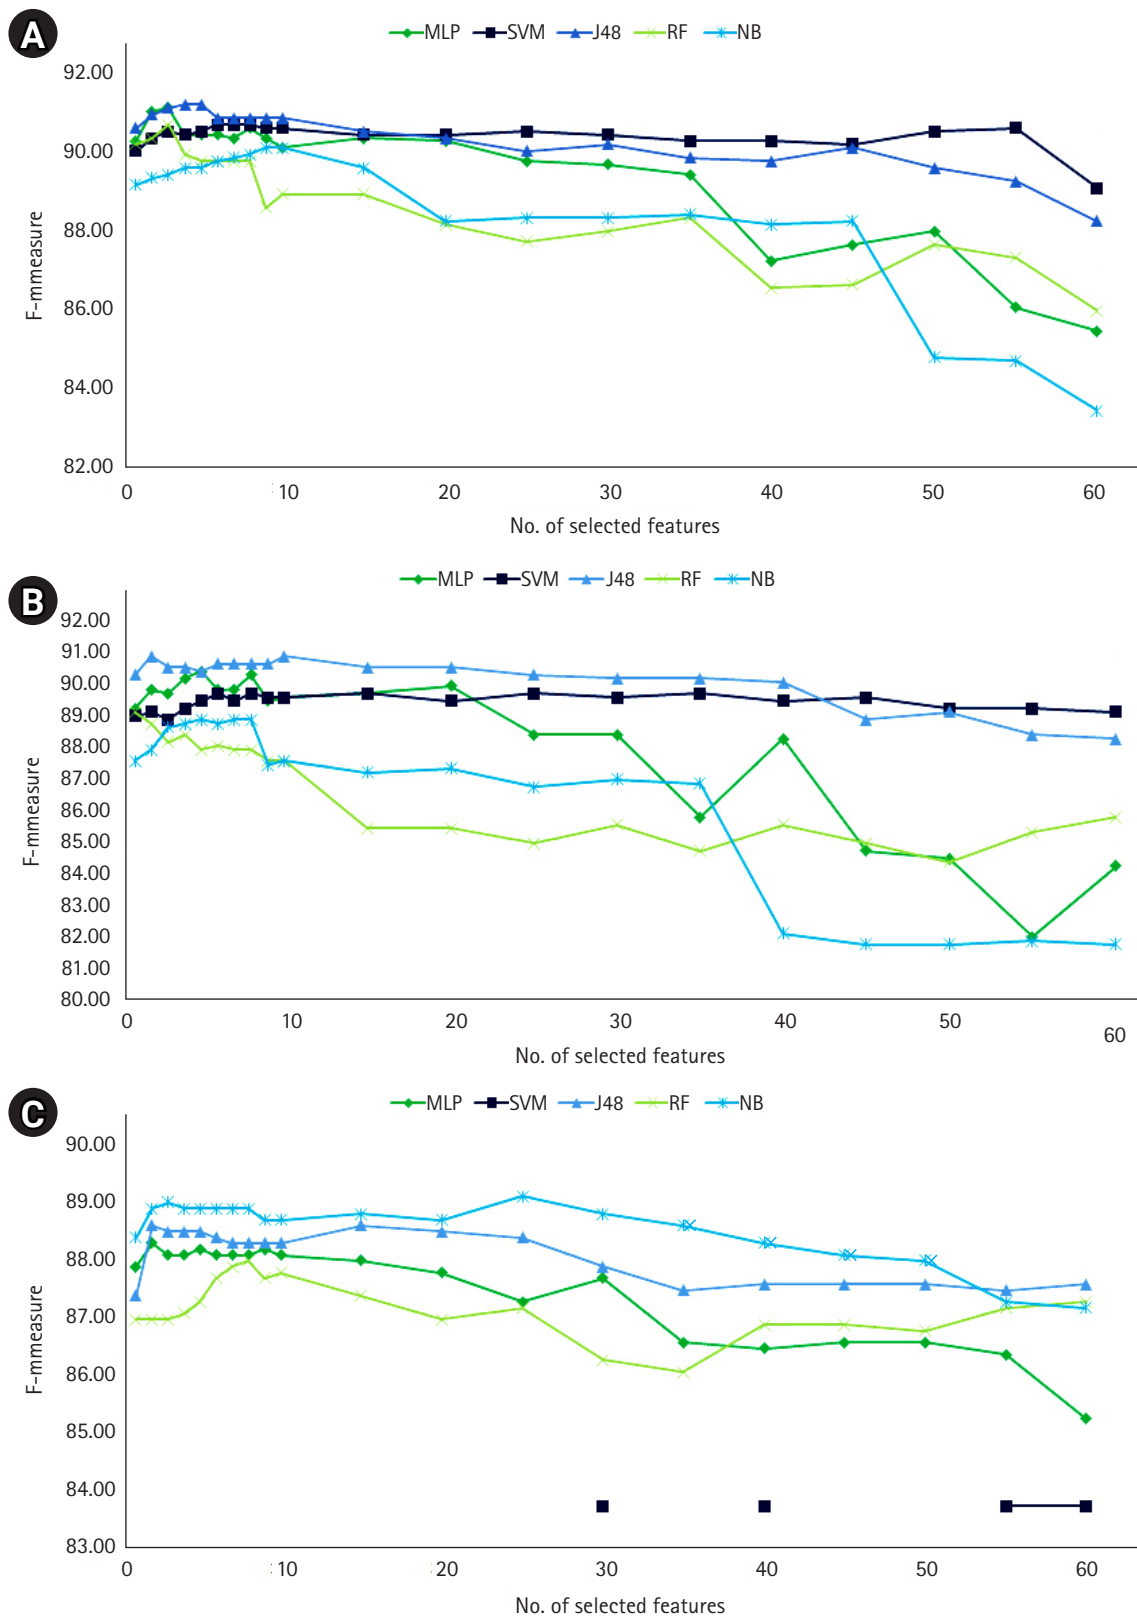 A
MLP SVM J48 RF NB
92.00
90.00
88.00
86.00
84.00
82.00
F-mmeasure
0 10 20 30 40 50 60
No. of selected features
B
MLP SVM J48 RF NB
92.00
91.00
90.00
89.00
88.00
87.00
86.00
85.00
84.00
83.00
82.00
81.00
80.00
F-mmeasure
0 10 20 30 40 50 60
No. of selected features
C
MLP SVM J48 RF NB
90.00
89.00
88.00
87.00
86.00
85.00
84.00
83.00
F-mmeasure
0 10 20 30 40 50 60
No. of selected features